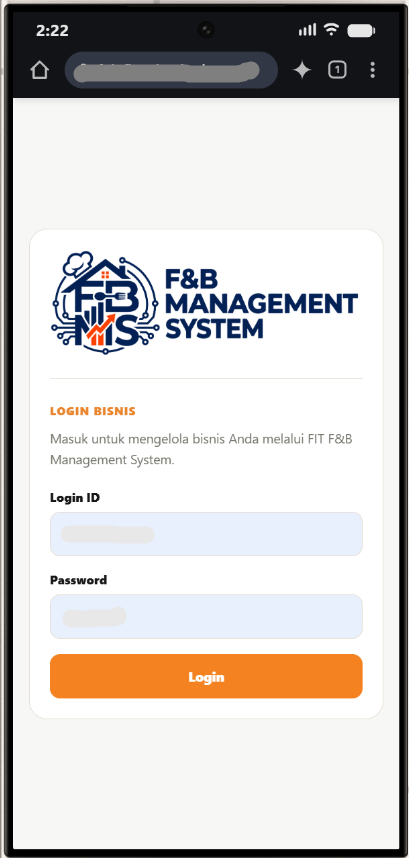 2:22
1
FBMS
F&B
MANAGEMENT
SYSTEM
LOGIN BISNIS
Masuk untuk mengelola bisnis Anda melalui FIT F&B
Management System.
Login ID
Password
Login